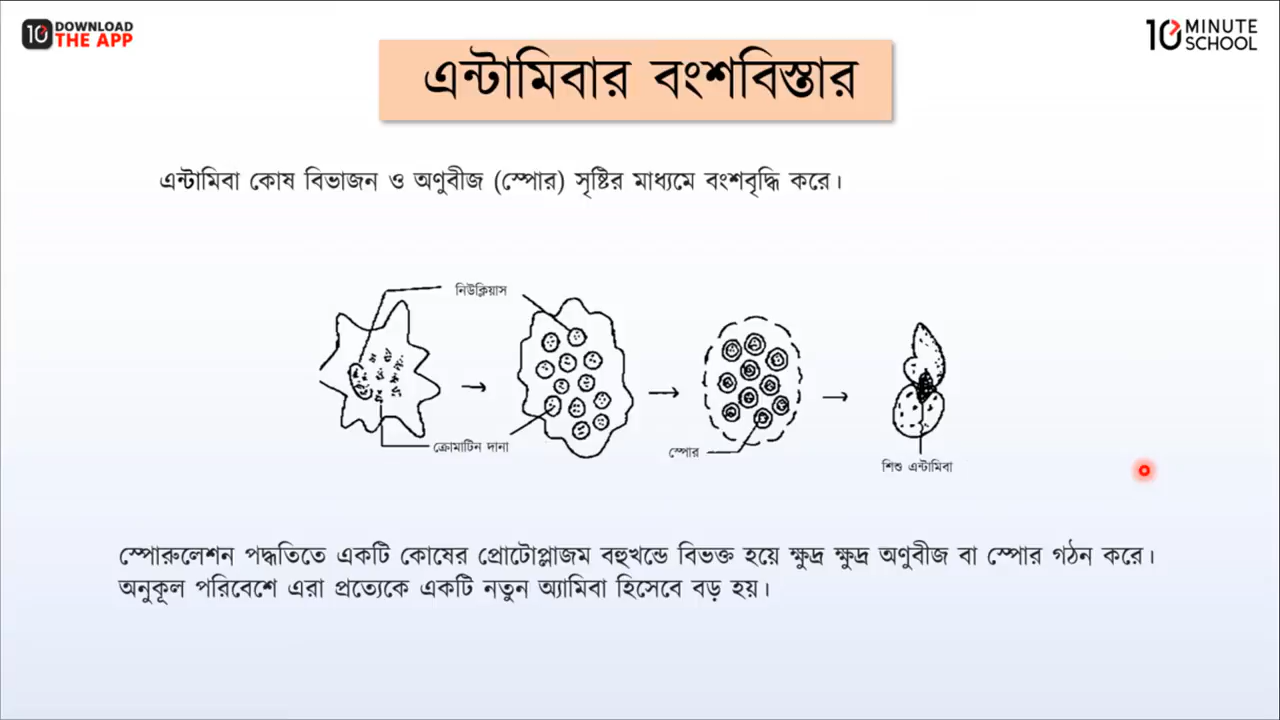 DOWNLOAD
THE APP
10 MINUTE
SCHOOL
এন্টামিবার বংশবিস্তার
এন্টামিবা কোষ বিভাজন ও অণুবীজ (স্পোর) সৃষ্টির মাধ্যমে বংশবৃদ্ধি করে।
নিউক্লিয়াস
ক্রোমাটিন দানা
স্পোর
শিশু এন্টামিবা
স্পোরুলেশন পদ্ধতিতে একটি কোষের প্রোটোপ্লাজম বহুখন্ডে বিভক্ত হয়ে ক্ষুদ্র ক্ষুদ্র অণুবীজ বা স্পোর গঠন করে।
অনুকূল পরিবেশে এরা প্রত্যেকে একটি নতুন অ্যামিবা হিসেবে বড় হয়।